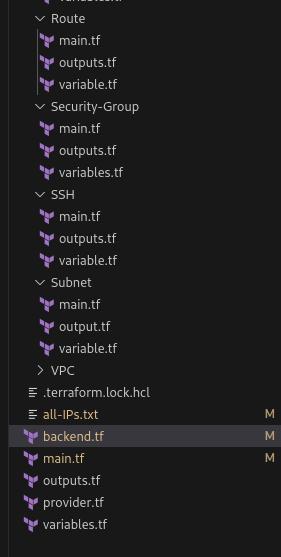 Route
main.tf
outputs.tf
variable.tf
Security-Group
main.tf
outputs.tf
variables.tf
SSH
main.tf
outputs.tf
variable.tf
Subnet
main.tf
output.tf
variable.tf
VPC
.terraform.lock.hcl
all-IPs.txt M
backend.tf M
main.tf M
outputs.tf
provider.tf
variables.tf